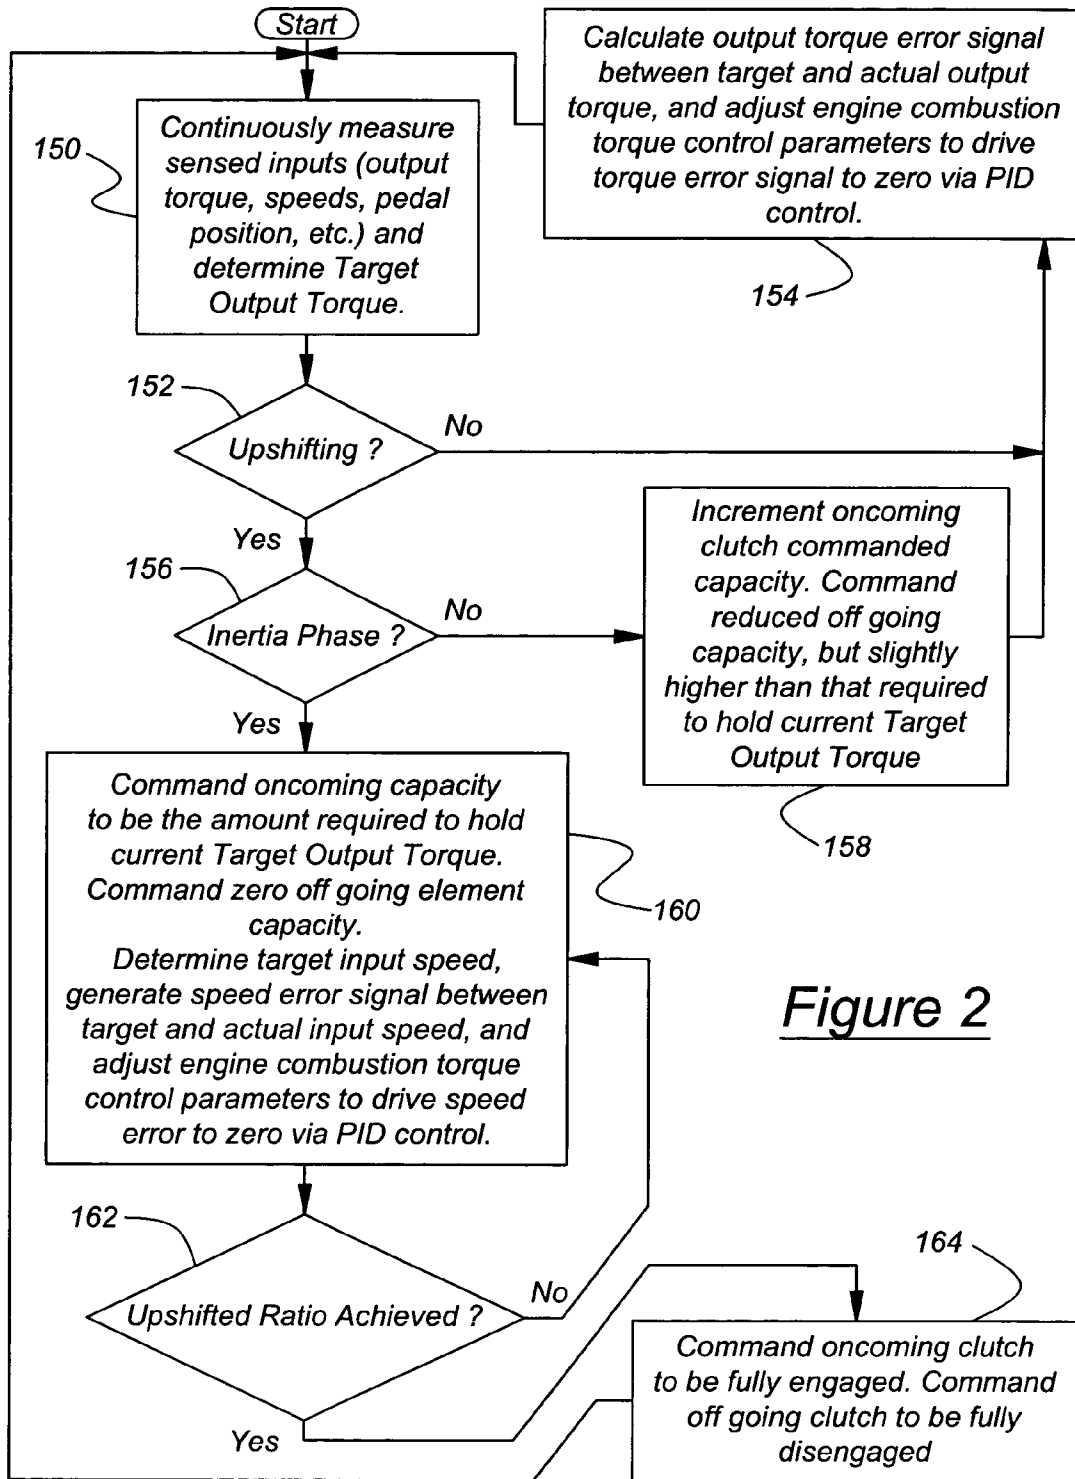 Start
Calculate output torque error signal
between target and actual output
torque, and adjust engine combustion
torque control parameters to drive
torque error signal to zero via PID
control.
154
150
Continuously measure
sensed inputs (output
torque, speeds, pedal
position, etc.) and
determine Target
Output Torque.
152
Upshifting ?
No
Yes
156
Inertia Phase ?
No
Yes
Increment oncoming
clutch commanded
capacity. Command
reduced off going
capacity, but slightly
higher than that required
to hold current Target
Output Torque
158
Command oncoming capacity
to be the amount required to hold
current Target Output Torque.
Command zero off going element
capacity.
Determine target input speed,
generate speed error signal between
target and actual input speed, and
adjust engine combustion torque
control parameters to drive speed
error to zero via PID control.
160
Figure 2
162
Upshifted Ratio Achieved ?
No
Yes
164
Command oncoming clutch
to be fully engaged. Command
off going clutch to be fully
disengaged